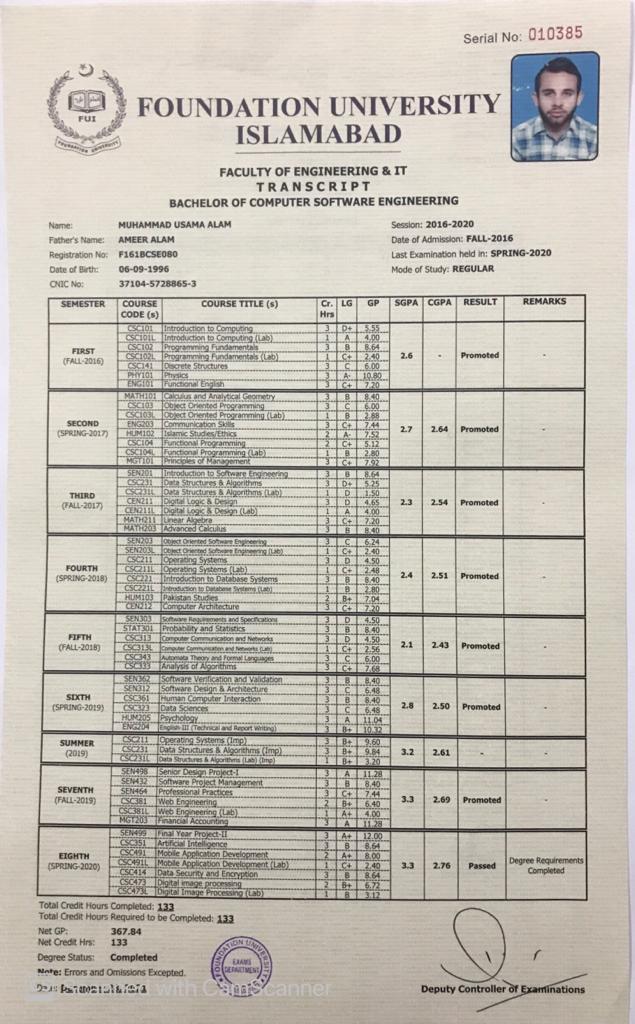 Serial No: 010385
FUI
FOUNDATION UNIVERSITY
FOUNDATION UNIVERSITY
ISLAMABAD
FACULTY OF ENGINEERING & IT
TRANSCRIPT
BACHELOR OF COMPUTER SOFTWARE ENGINEERING
Name: MUHAMMAD USAMA ALAM Session: 2016-2020
Father's Name: AMEER ALAM Date of Admission: FALL-2016
Registration No: F161BCSE080 Last Examination held in: SPRING-2020
Date of Birth: 06-09-1996 Mode of Study: REGULAR
CNIC No: 37104-5728865-3
SEMESTER COURSE CODE (s) COURSE TITLE (s) Cr. Hrs LG GP SGPA CGPA RESULT REMARKS
FIRST (FALL-2016) 2.6 - Promoted -
CSC101 Introduction to Computing 3 D+ 5.55
CSC101L Introduction to Computing (Lab) 1 A 4.00
CSC102 Programming Fundamentals 3 B 8.64
CSC102L Programming Fundamentals (Lab) 1 C+ 2.40
CSC141 Discrete Structures 3 C 6.00
PHY101 Physics 3 A- 10.80
ENG101 Functional English 3 C+ 7.20
SECOND (SPRING-2017) 2.7 2.64 Promoted -
MATH101 Calculus and Analytical Geometry 3 B 8.40
CSC103 Object Oriented Programming 3 C 6.00
CSC103L Object Oriented Programming (Lab) 1 B 2.88
ENG203 Communication Skills 3 C+ 7.44
HUM102 Islamic Studies/Ethics 2 A- 7.52
CSC104 Functional Programming 2 C+ 5.12
CSC104L Functional Programming (Lab) 1 B 2.80
MGT101 Principles of Management 3 C+ 7.92
THIRD (FALL-2017) 2.3 2.54 Promoted -
SEN201 Introduction to Software Engineering 3 B 8.64
CSC231 Data Structures & Algorithms 3 D+ 5.25
CSC231L Data Structures & Algorithms (Lab) 1 D 1.50
CEN211 Digital Logic & Design 3 D 4.65
CEN211L Digital Logic & Design (Lab) 1 A 4.00
MATH211 Linear Algebra 3 C+ 7.20
MATH203 Advanced Calculus 3 B 8.40
FOURTH (SPRING-2018) 2.4 2.51 Promoted -
SEN203 Object Oriented Software Engineering 3 C 6.24
SEN203L Object Oriented Software Engineering (Lab) 1 C+ 2.40
CSC211 Operating Systems 3 D 4.50
CSC211L Operating Systems (Lab) 1 C+ 2.48
CSC221 Introduction to Database Systems 3 B 8.40
CSC221L Introduction to Database Systems (Lab) 1 B 2.80
HUM103 Pakistan Studies 2 B+ 7.04
CEN212 Computer Architecture 3 C+ 7.20
FIFTH (FALL-2018) 2.1 2.43 Promoted -
SEN303 Software Requirements and Specifications 3 D 4.50
STAT301 Probability and Statistics 3 B 8.40
CSC313 Computer Communication and Networks 3 D 4.50
CSC313L Computer Communication and Networks (Lab) 1 C+ 2.56
CSC343 Automata Theory and Formal Languages 3 C 6.00
CSC333 Analysis of Algorithms 3 C+ 7.68
SIXTH (SPRING-2019) 2.8 2.50 Promoted -
SEN362 Software Verification and Validation 3 B 8.40
SEN312 Software Design & Architecture 3 C 6.48
CSC361 Human Computer Interaction 3 B 8.40
CSC323 Data Sciences 3 C 6.48
HUM205 Psychology 3 A 11.04
ENG204 English-III (Technical and Report Writing) 3 B+ 10.32
SUMMER (2019) 3.2 2.61 - -
CSC211 Operating Systems (Imp) 3 B+ 9.60
CSC231 Data Structures & Algorithms (Imp) 3 B+ 9.84
CSC231L Data Structures & Algorithms (Lab) (Imp) 1 B+ 3.20
SEVENTH (FALL-2019) 3.3 2.69 Promoted
SEN498 Senior Design Project-I 3 A 11.28
SEN432 Software Project Management 3 B 8.40
SEN464 Professional Practices 3 C+ 7.44
CSC381 Web Engineering 2 B+ 6.40
CSC381L Web Engineering (Lab) 1 A+ 4.00
MGT203 Financial Accounting 3 A 11.28
EIGHTH (SPRING-2020) 3.3 2.76 Passed Degree Requirements Completed
SEN499 Final Year Project-II 3 A+ 12.00
CSC351 Artificial Intelligence 3 B 8.64
CSC491 Mobile Application Development 2 A+ 8.00
CSC491L Mobile Application Development (Lab) 1 C+ 2.40
CSC414 Data Security and Encryption 3 B 8.64
CSC473 Digital image processing 2 B+ 6.72
CSC473L Digital Image Processing (Lab) 1 B 3.12
Total Credit Hours Completed: 133
Total Credit Hours Required to be Completed: 133
Net GP: 367.84
Net Credit Hrs: 133
Degree Status: Completed
Note: Errors and Omissions Excepted.
FOUNDATION UNIVERSITY
EXAMS
DEPARTMENT
with CamScanner
Deputy Controller of Examinations